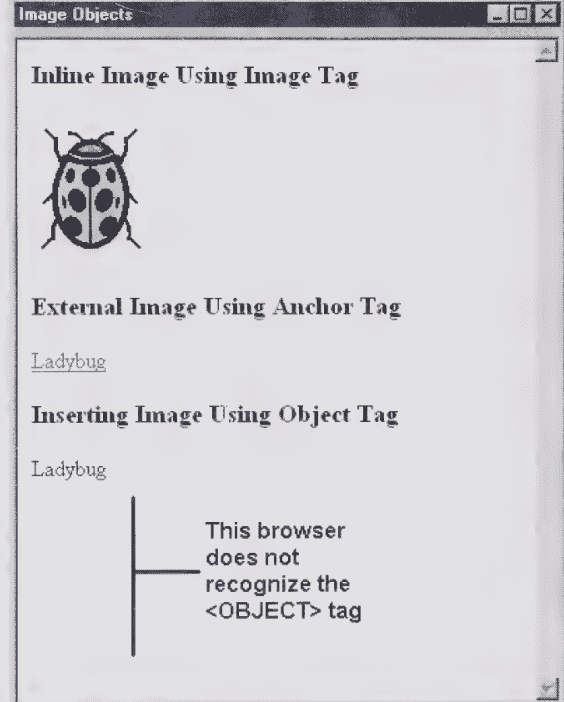 Image Objects
Inline Image Using Image Tag
External Image Using Anchor Tag
Ladybug
Inserting Image Using Object Tag
Ladybug
This browser
does not
recognize the
<OBJECT> tag